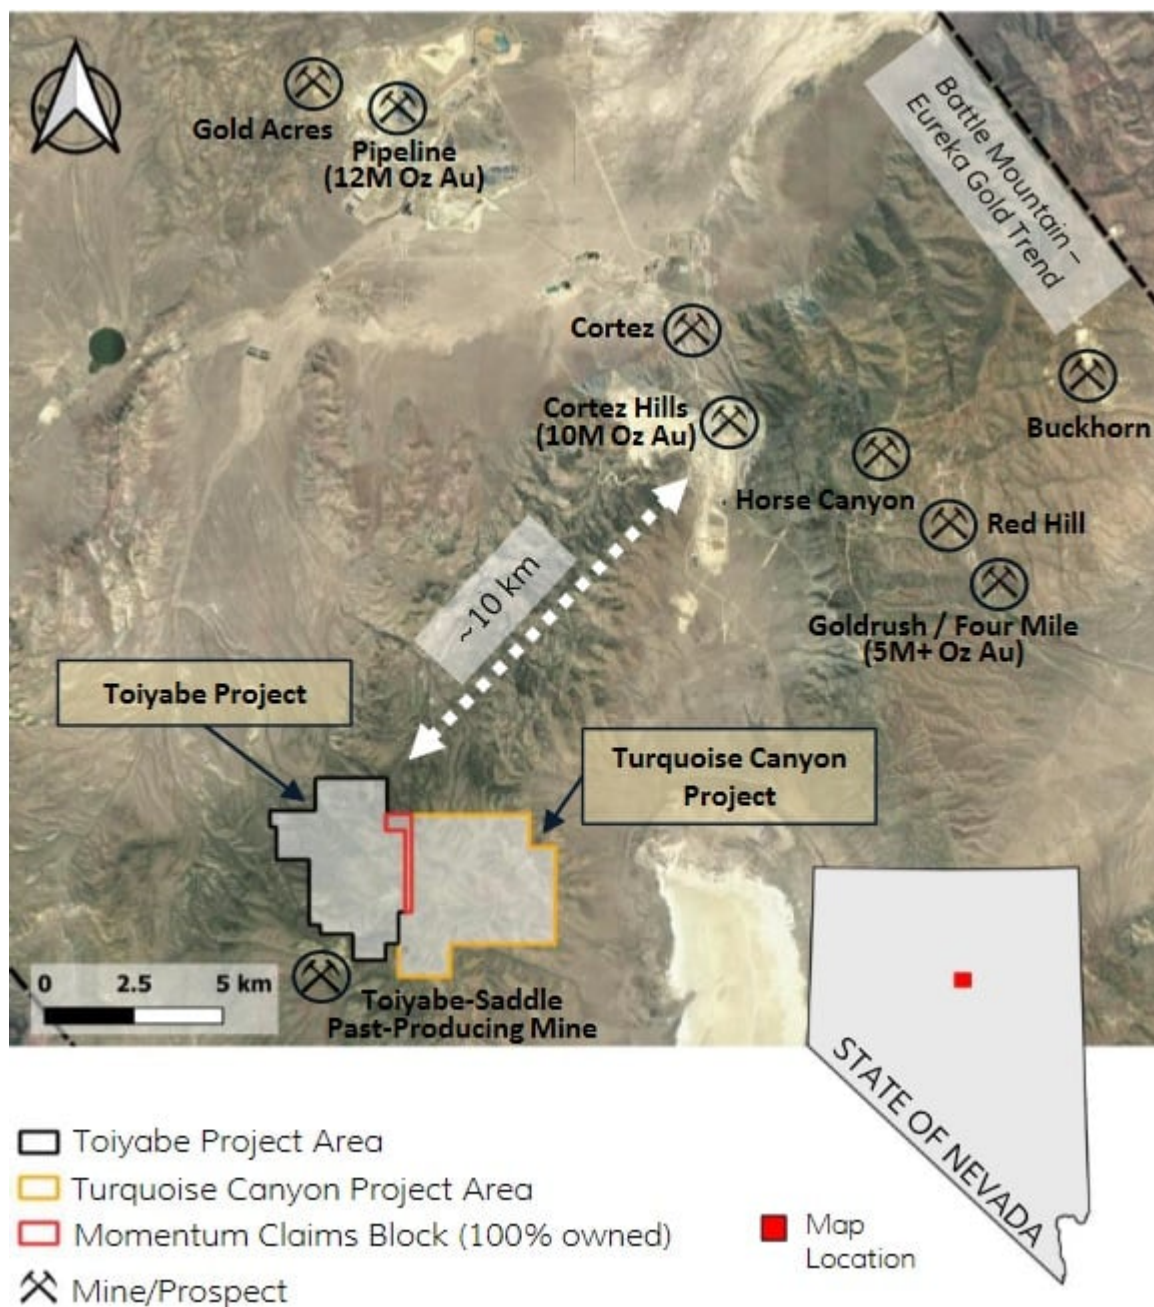 Gold Acres
Pipeline
(12M Oz Au)
Battle Mountain –
Eureka Gold Trend
Cortez
Cortez Hills
(10M Oz Au)
Buckhorn
Horse Canyon
Red Hill
Goldrush / Four Mile
(5M+ Oz Au)
~10 km
Toiyabe Project
Turquoise Canyon
Project
0 2.5 5 km
Toiyabe-Saddle
Past-Producing Mine
STATE OF NEVADA
Toiyabe Project Area
Turquoise Canyon Project Area
Momentum Claims Block (100% owned)
Mine/Prospect
Map
Location